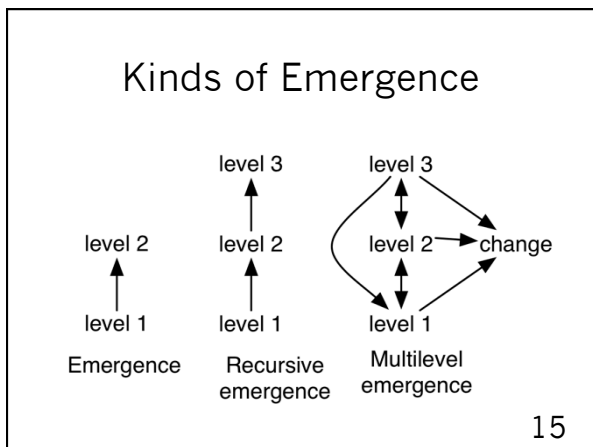 Kinds of Emergence
level 3
level 3
level 2
level 2
level 2
change
level 1
level 1
level 1
Emergence
Recursive
emergence
Multilevel
emergence
15